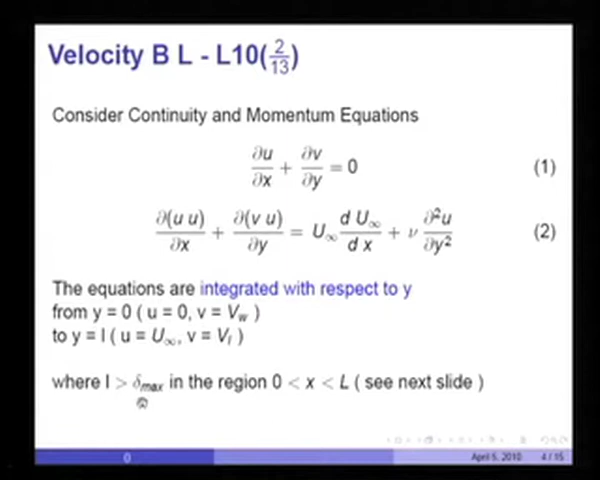 Velocity B L - L10(2/13)
Consider Continuity and Momentum Equations
∂u/∂x + ∂v/∂y = 0 (1)
∂(u u)/∂x + ∂(v u)/∂y = U∞ d U∞/d x + ν ∂²u/∂y² (2)
The equations are integrated with respect to y
from y = 0 ( u = 0, v = Vw )
to y = l ( u = U∞, v = Vl )
where l > δmax in the region 0 < x < L ( see next slide )
0
April 5, 2010 4 / 15